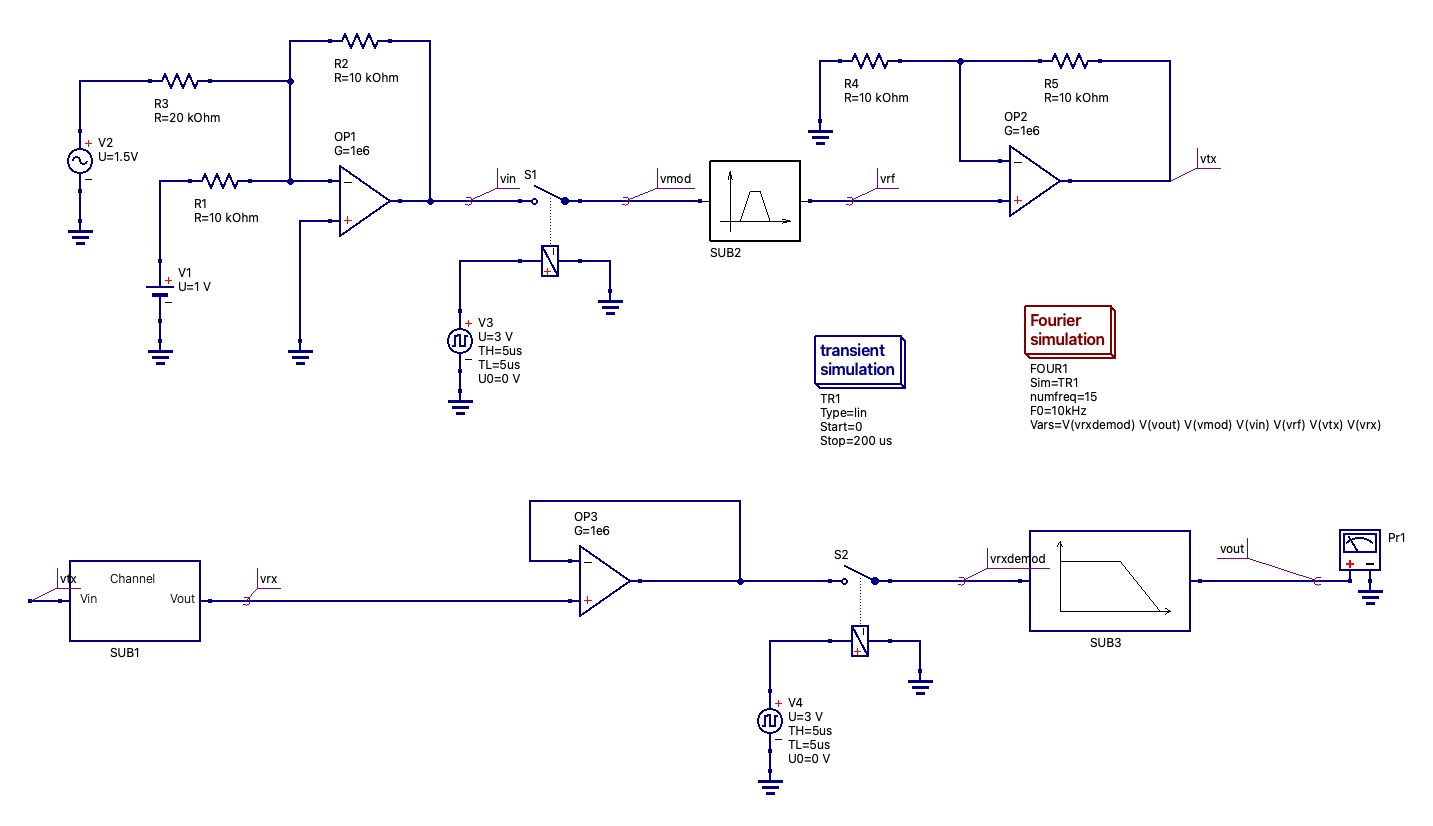 R2
R=10 kOhm
R3
R=20 kOhm
V2
U=1.5V
OP1
G=1e6
R1
R=10 kOhm
V1
U=1 V
vin
S1
vmod
V3
U=3 V
TH=5us
TL=5us
U0=0 V
SUB2
vrf
R4
R=10 kOhm
R5
R=10 kOhm
OP2
G=1e6
vtx
transient
simulation
TR1
Type=lin
Start=0
Stop=200 us
Fourier
simulation
FOUR1
Sim=TR1
numfreq=15
F0=10kHz
Vars=V(vrxdemod) V(vout) V(vmod) V(vin) V(vrf) V(vtx) V(vrx)
vtx
Channel
Vin
Vout
SUB1
vrx
OP3
G=1e6
S2
V4
U=3 V
TH=5us
TL=5us
U0=0 V
vrxdemod
SUB3
vout
Pr1